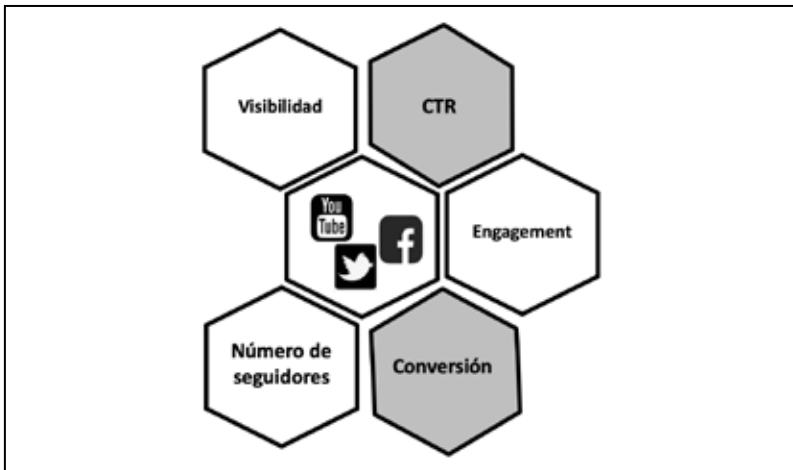 Visibilidad
CTR
You
Tube
f
Engagement
Número de
seguidores
Conversión